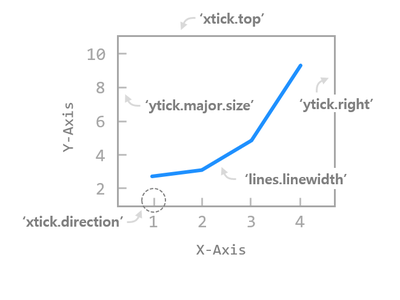 'xtick.top'
10
8
'ytick.major.size'
'ytick.right'
6
Y-Axis
4
'lines.linewidth'
2
'xtick.direction'
1 2 3 4
X-Axis